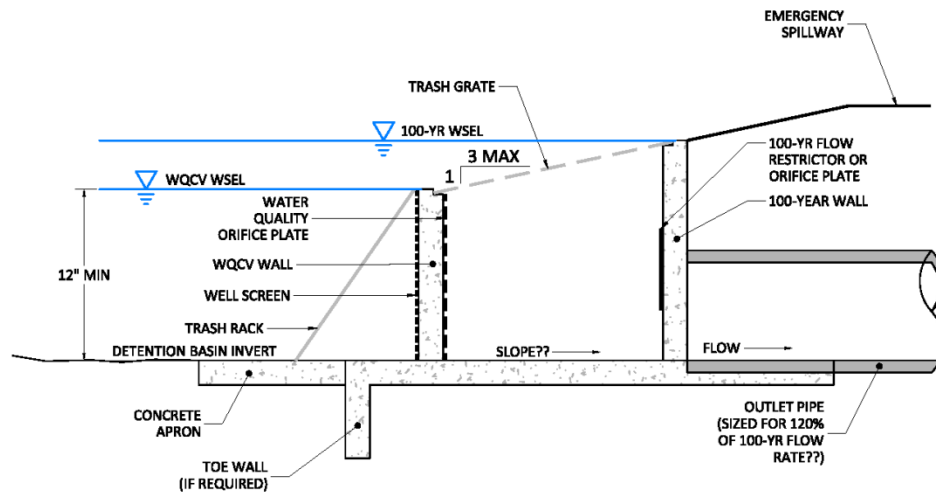 EMERGENCY
SPILLWAY
TRASH GRATE
100-YR WSEL
3 MAX
1
100-YR FLOW
RESTRICTOR OR
ORIFICE PLATE
WQCV WSEL
WATER
QUALITY
ORIFICE PLATE
100-YEAR WALL
WQCV WALL
12" MIN
WELL SCREEN
TRASH RACK
DETENTION BASIN INVERT
SLOPE??
FLOW
CONCRETE
APRON
OUTLET PIPE
(SIZED FOR 120%
OF 100-YR FLOW
RATE??)
TOE WALL
(IF REQUIRED)